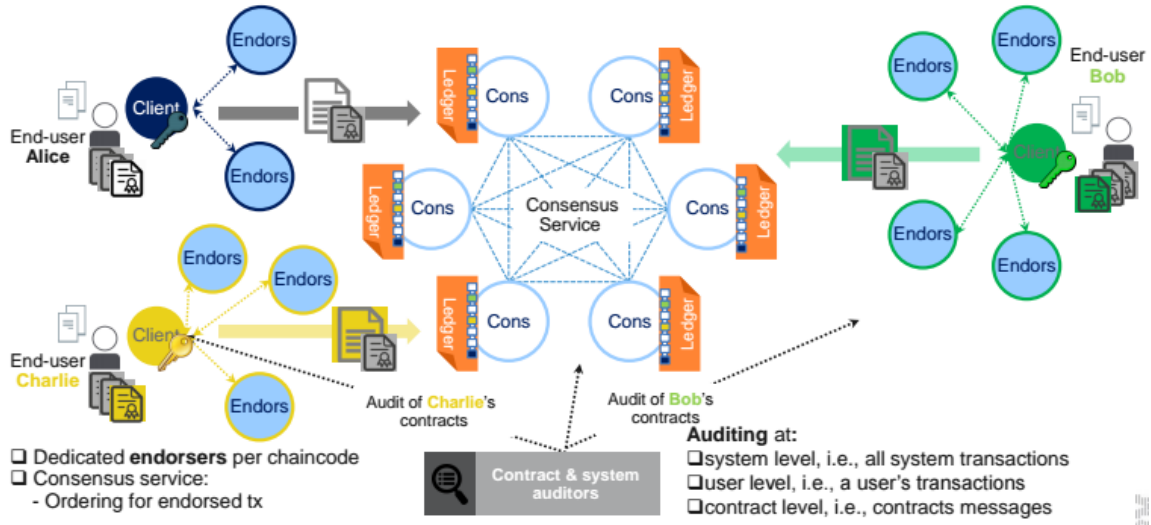 Endors
Endors
Client
End-user
Alice
Endors
Endors
Endors
Client
End-user
Charlie
Endors
Ledger
Cons
Cons
Ledger
Ledger
Cons
Consensus
Service
Cons
Ledger
Ledger
Cons
Cons
Ledger
Endors
Endors
End-user
Bob
Client
Endors
Endors
Audit of Charlie's
contracts
Audit of Bob's
contracts
Contract & system
auditors
❑ Dedicated endorsers per chaincode
❑ Consensus service:
- Ordering for endorsed tx
Auditing at:
❑system level, i.e., all system transactions
❑user level, i.e., a user's transactions
❑contract level, i.e., contracts messages